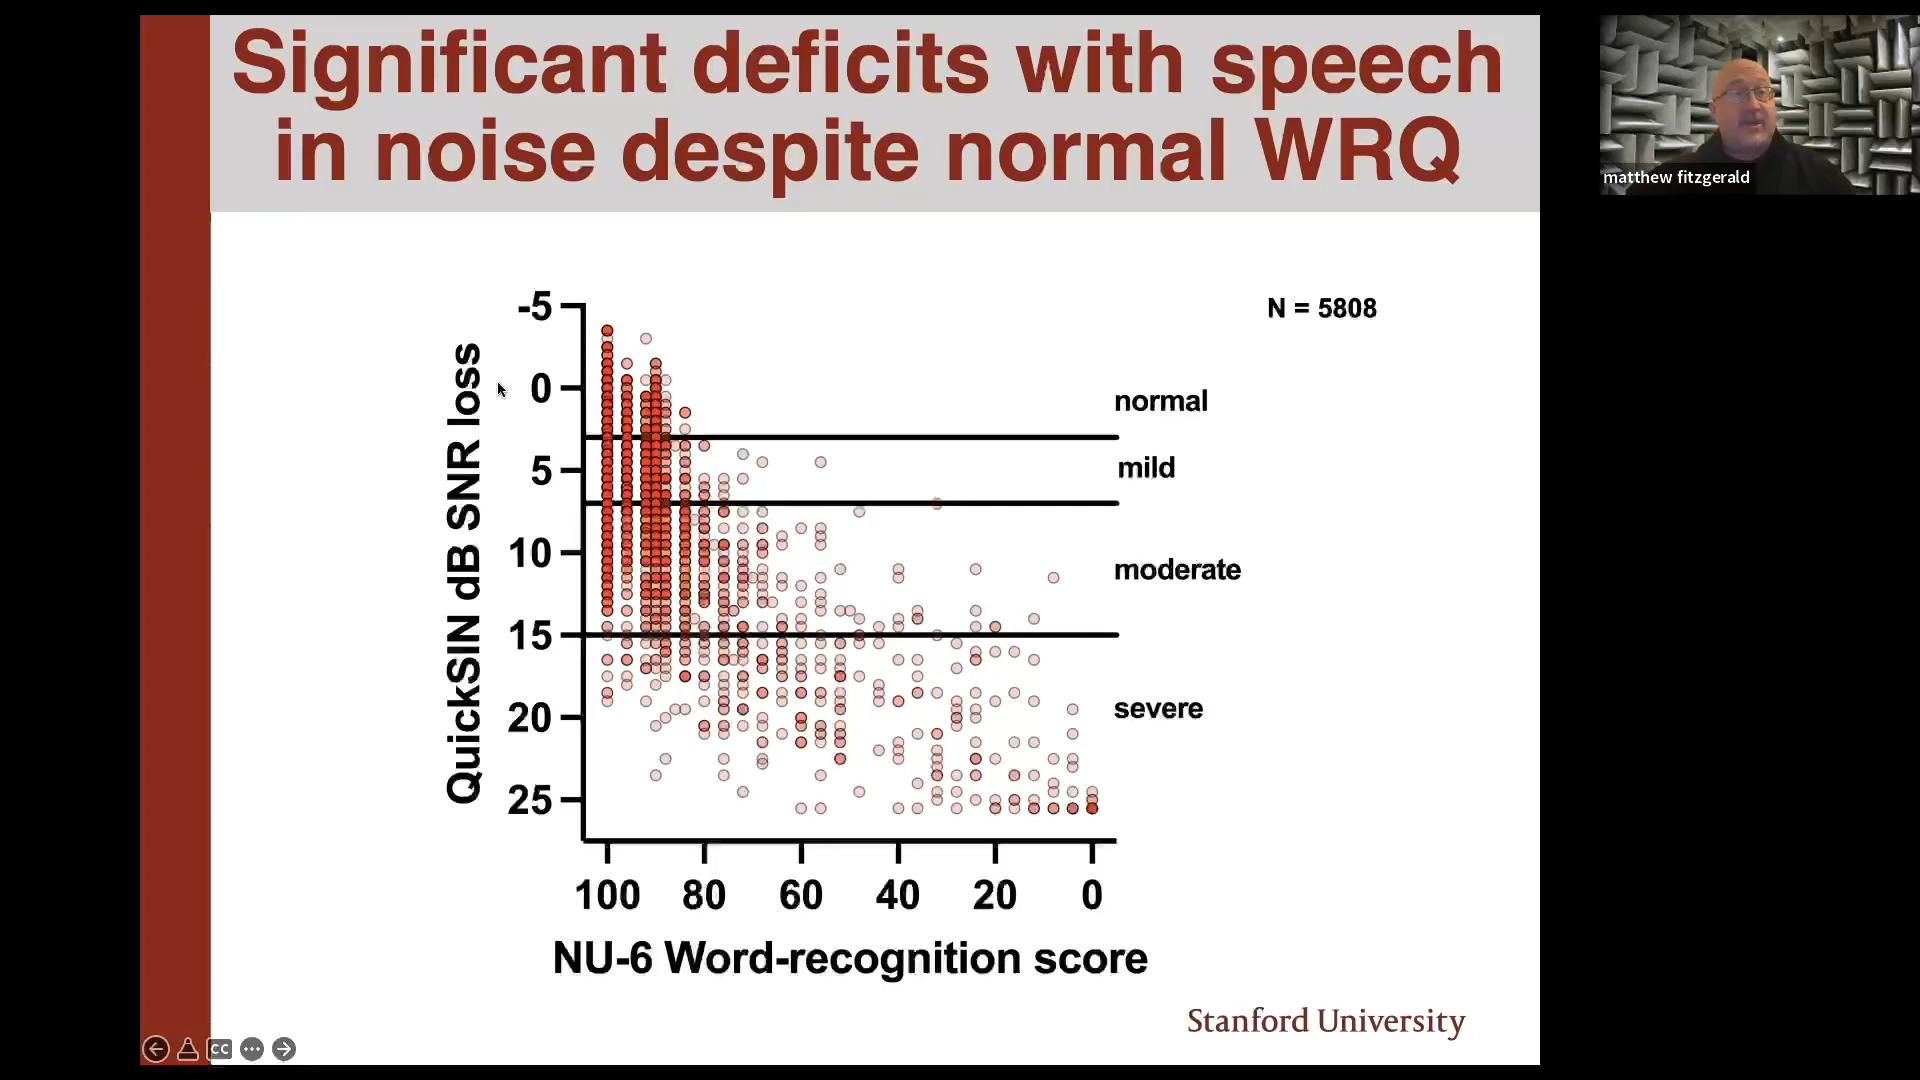 Significant deficits with speech
in noise despite normal WRQ
matthew fitzgerald
N = 5808
QuickSIN dB SNR loss
-5
0
5
10
15
20
25
normal
mild
moderate
severe
100 80 60 40 20 0
NU-6 Word-recognition score
Stanford University
CC